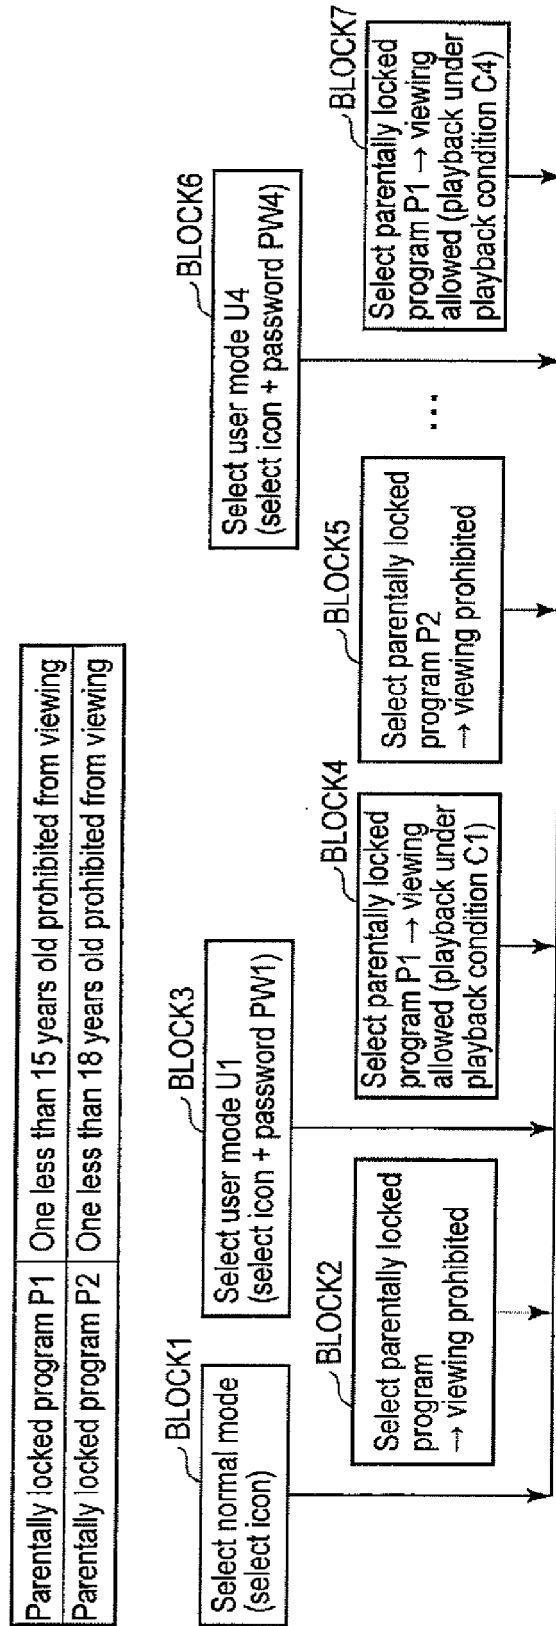 Parentally locked program P1 One less than 15 years old prohibited from viewing
Parentally locked program P2 One less than 18 years old prohibited from viewing
BLOCK1
Select normal mode
(select icon)
BLOCK2
Select parentally locked
program
→ viewing prohibited
BLOCK3
Select user mode U1
(select icon + password PW1)
BLOCK4
Select parentally locked
program P1 → viewing
allowed (playback under
playback condition C1)
BLOCK5
Select parentally locked
program P2
→ viewing prohibited
...
BLOCK6
Select user mode U4
(select icon + password PW4)
BLOCK7
Select parentally locked
program P1 → viewing
allowed (playback under
playback condition C4)